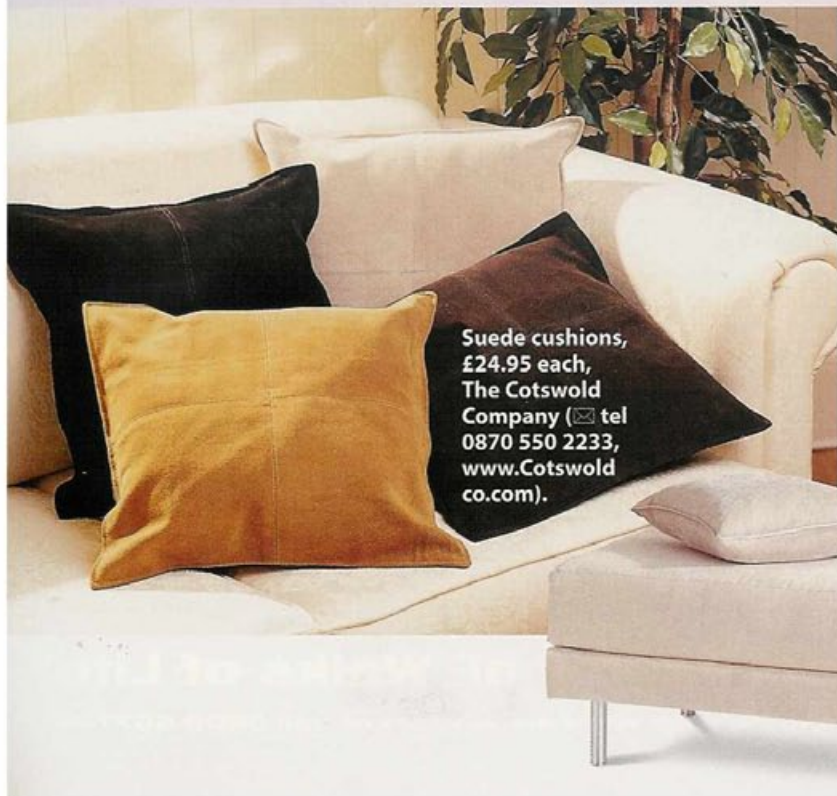 Suede cushions,
£24.95 each,
The Cotswold
Company (✉ tel
0870 550 2233,
www.Cotswold
co.com).